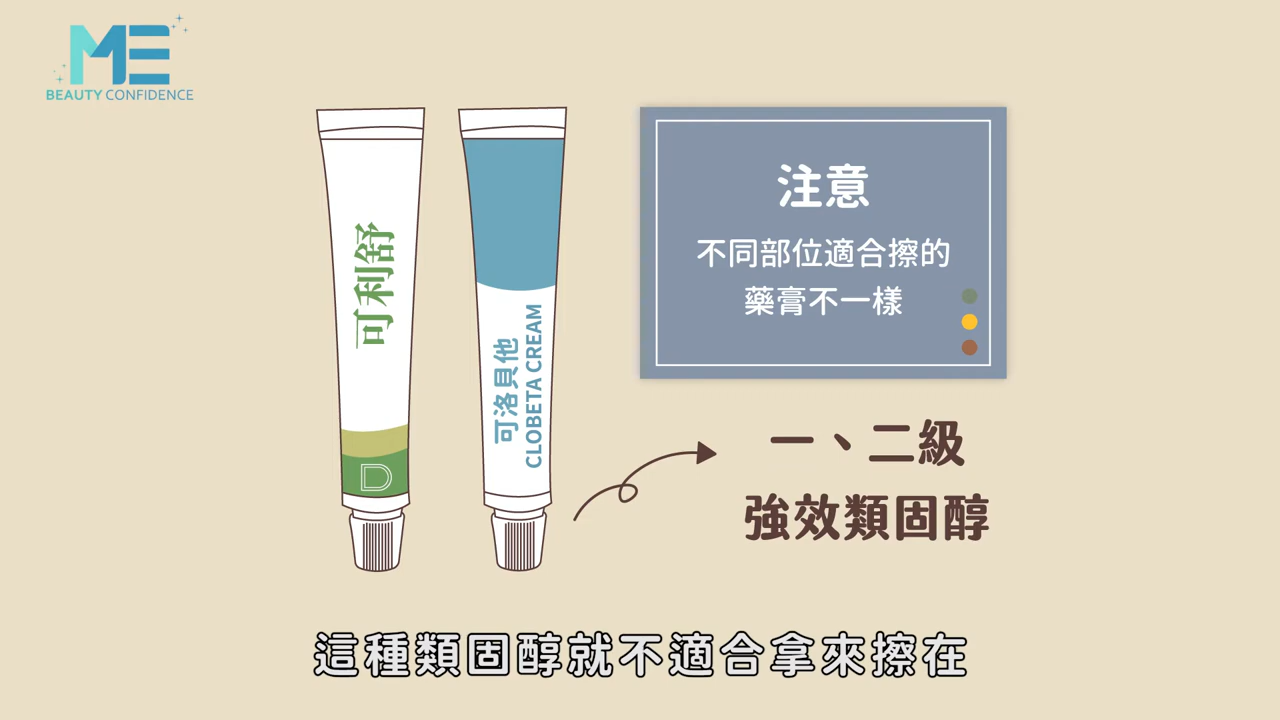 ME
BEAUTY CONFIDENCE
可利舒
D
可洛貝他
CLOBETA CREAM
注意
不同部位適合擦的
藥膏不一樣
一、二級
強效類固醇
這種類固醇就不適合拿來擦在